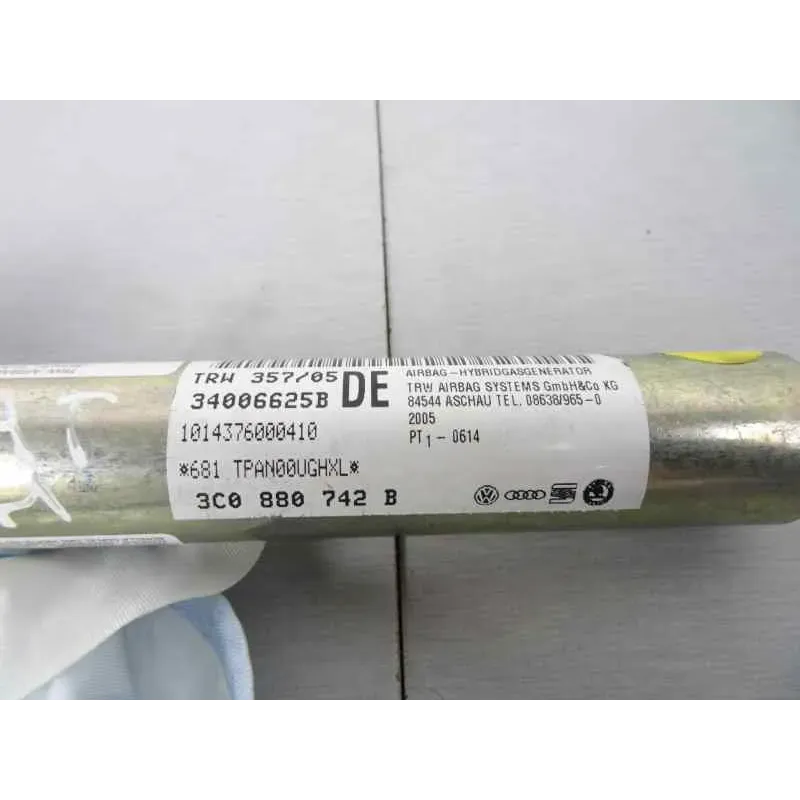 TRW 357/05
34006625B
DE
1014376000410
*681 TPAN00UGHXL*
3C0 880 742 B
AIRBAG-HYBRIDGASGENERATOR
TRW AIRBAG SYSTEMS GmbH&Co KG
84544 ASCHAU TEL. 08638/965-0
2005
PT1-0614